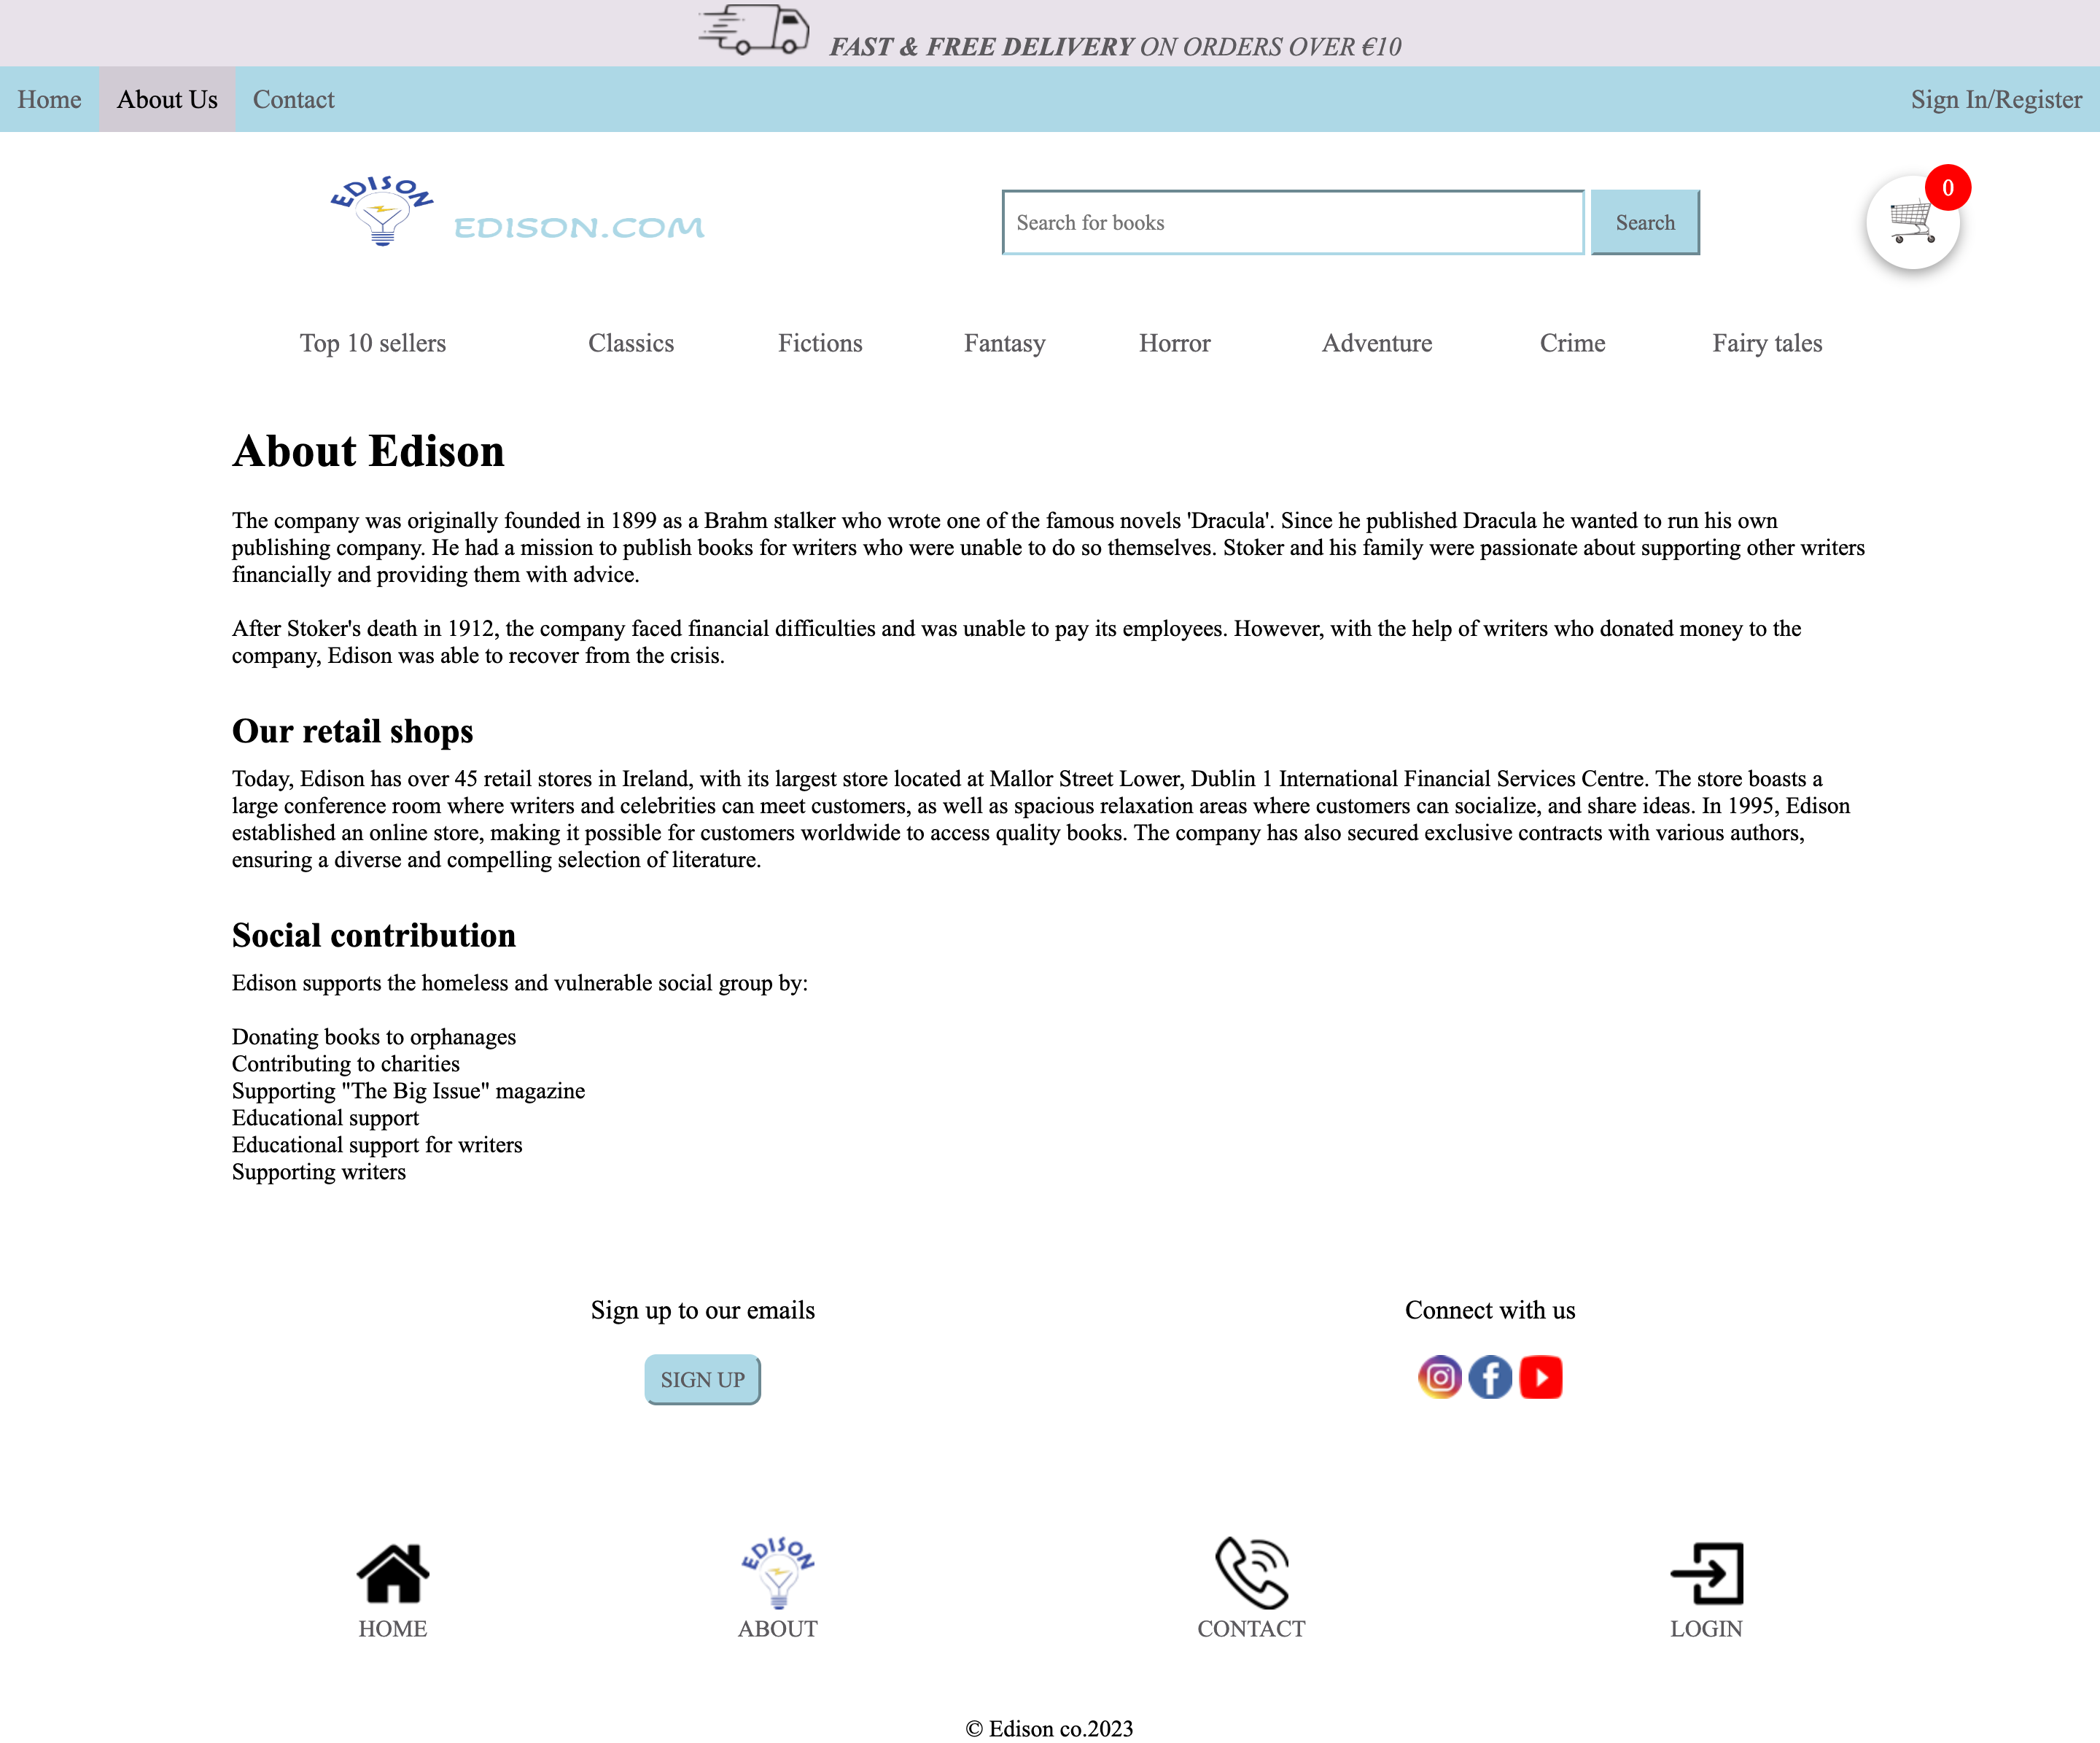 FAST & FREE DELIVERY ON ORDERS OVER €10
Home
About Us
Contact
Sign In/Register
EDISON
EDISON.COM
Search for books
Search
0
Top 10 sellers
Classics
Fictions
Fantasy
Horror
Adventure
Crime
Fairy tales
About Edison
The company was originally founded in 1899 as a Brahm stalker who wrote one of the famous novels 'Dracula'. Since he published Dracula he wanted to run his own
publishing company. He had a mission to publish books for writers who were unable to do so themselves. Stoker and his family were passionate about supporting other writers
financially and providing them with advice.
After Stoker's death in 1912, the company faced financial difficulties and was unable to pay its employees. However, with the help of writers who donated money to the
company, Edison was able to recover from the crisis.
Our retail shops
Today, Edison has over 45 retail stores in Ireland, with its largest store located at Mallor Street Lower, Dublin 1 International Financial Services Centre. The store boasts a
large conference room where writers and celebrities can meet customers, as well as spacious relaxation areas where customers can socialize, and share ideas. In 1995, Edison
established an online store, making it possible for customers worldwide to access quality books. The company has also secured exclusive contracts with various authors,
ensuring a diverse and compelling selection of literature.
Social contribution
Edison supports the homeless and vulnerable social group by:
Donating books to orphanages
Contributing to charities
Supporting "The Big Issue" magazine
Educational support
Educational support for writers
Supporting writers
Sign up to our emails
Connect with us
SIGN UP
EDISON
HOME
ABOUT
CONTACT
LOGIN
© Edison co.2023